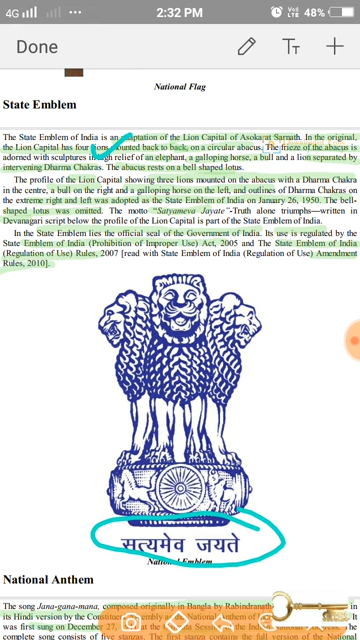 4G 2:32 PM VoLTE 48%
Done
National Flag
State Emblem
The State Emblem of India is an adaptation of the Lion Capital of Asoka at Sarnath. In the original,
the Lion Capital has four lions mounted back to back, on a circular abacus. The frieze of the abacus is
adorned with sculptures in high relief of an elephant, a galloping horse, a bull and a lion separated by
intervening Dharma Chakras. The abacus rests on a bell shaped lotus.
The profile of the Lion Capital showing three lions mounted on the abacus with a Dharma Chakra
in the centre, a bull on the right and a galloping horse on the left, and outlines of Dharma Chakras on
the extreme right and left was adopted as the State Emblem of India on January 26, 1950. The bell-
shaped lotus was omitted. The motto "Satyameva Jayate"-Truth alone triumphs—written in
Devanagari script below the profile of the Lion Capital is part of the State Emblem of India.
In the State Emblem lies the official seal of the Government of India. Its use is regulated by the
State Emblem of India (Prohibition of Improper Use) Act, 2005 and The State Emblem of India
(Regulation of Use) Rules, 2007 [read with State Emblem of India (Regulation of Use) Amendment
Rules, 2010].
सत्यमेव जयते
National Emblem
National Anthem
The song Jana-gana-mana, composed originally in Bangla by Rabindranath in
its Hindi version by the
was first sung on December 27, at the
complete song consists of five stanzas. The first stanza contains the full version of the National